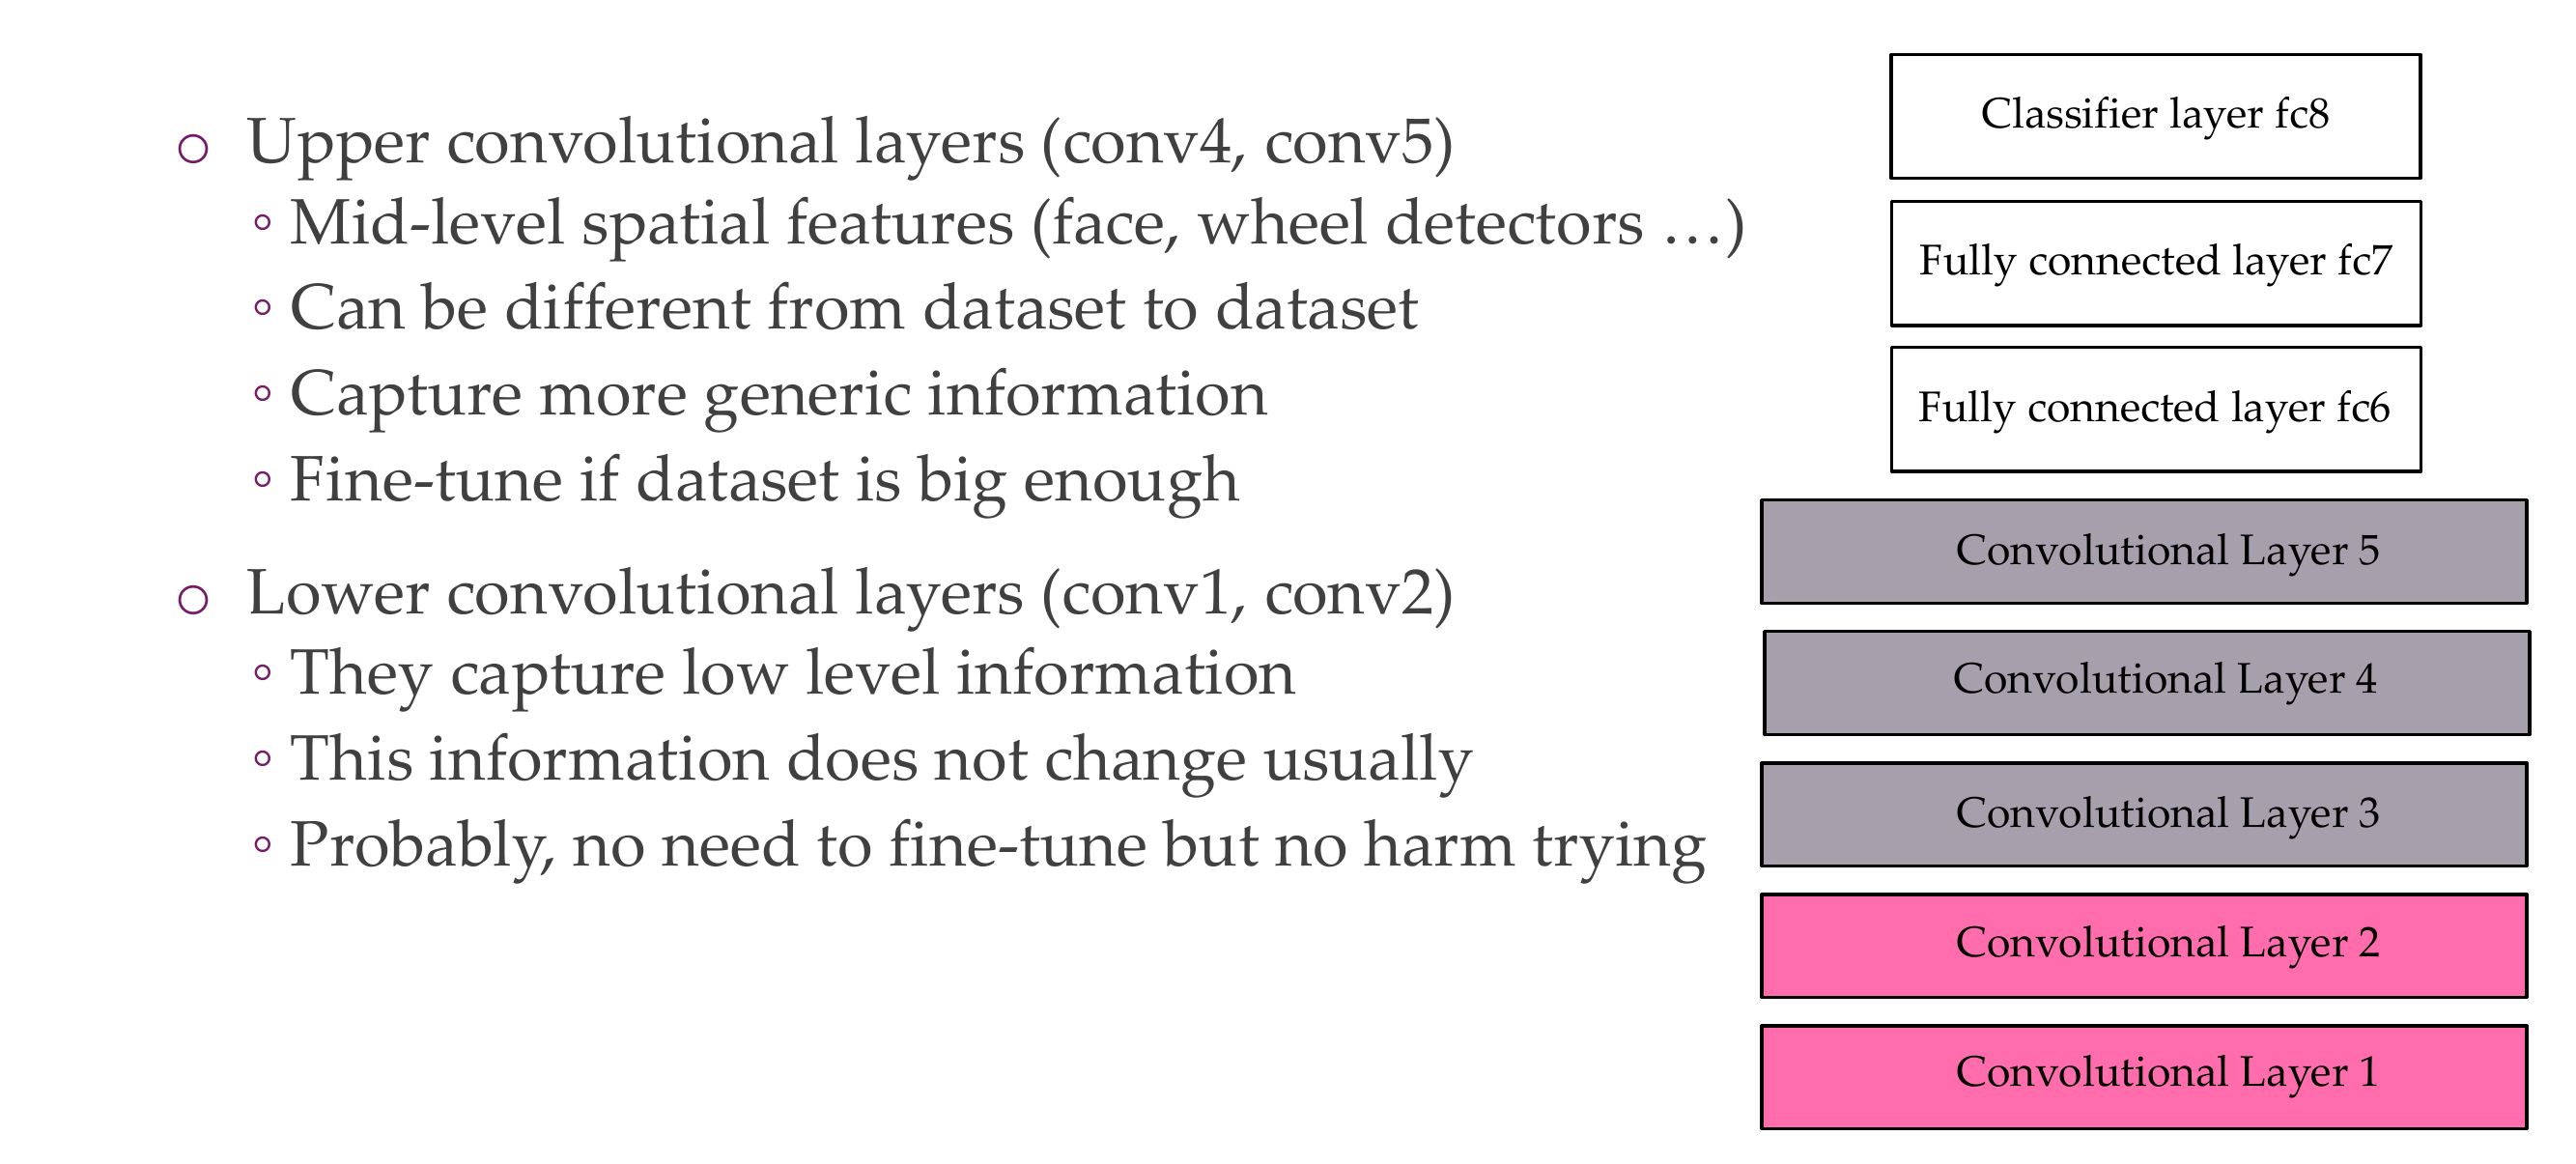 Upper convolutional layers (conv4, conv5)
Mid-level spatial features (face, wheel detectors …)
Can be different from dataset to dataset
Capture more generic information
Fine-tune if dataset is big enough
Lower convolutional layers (conv1, conv2)
They capture low level information
This information does not change usually
Probably, no need to fine-tune but no harm trying
Classifier layer fc8
Fully connected layer fc7
Fully connected layer fc6
Convolutional Layer 5
Convolutional Layer 4
Convolutional Layer 3
Convolutional Layer 2
Convolutional Layer 1